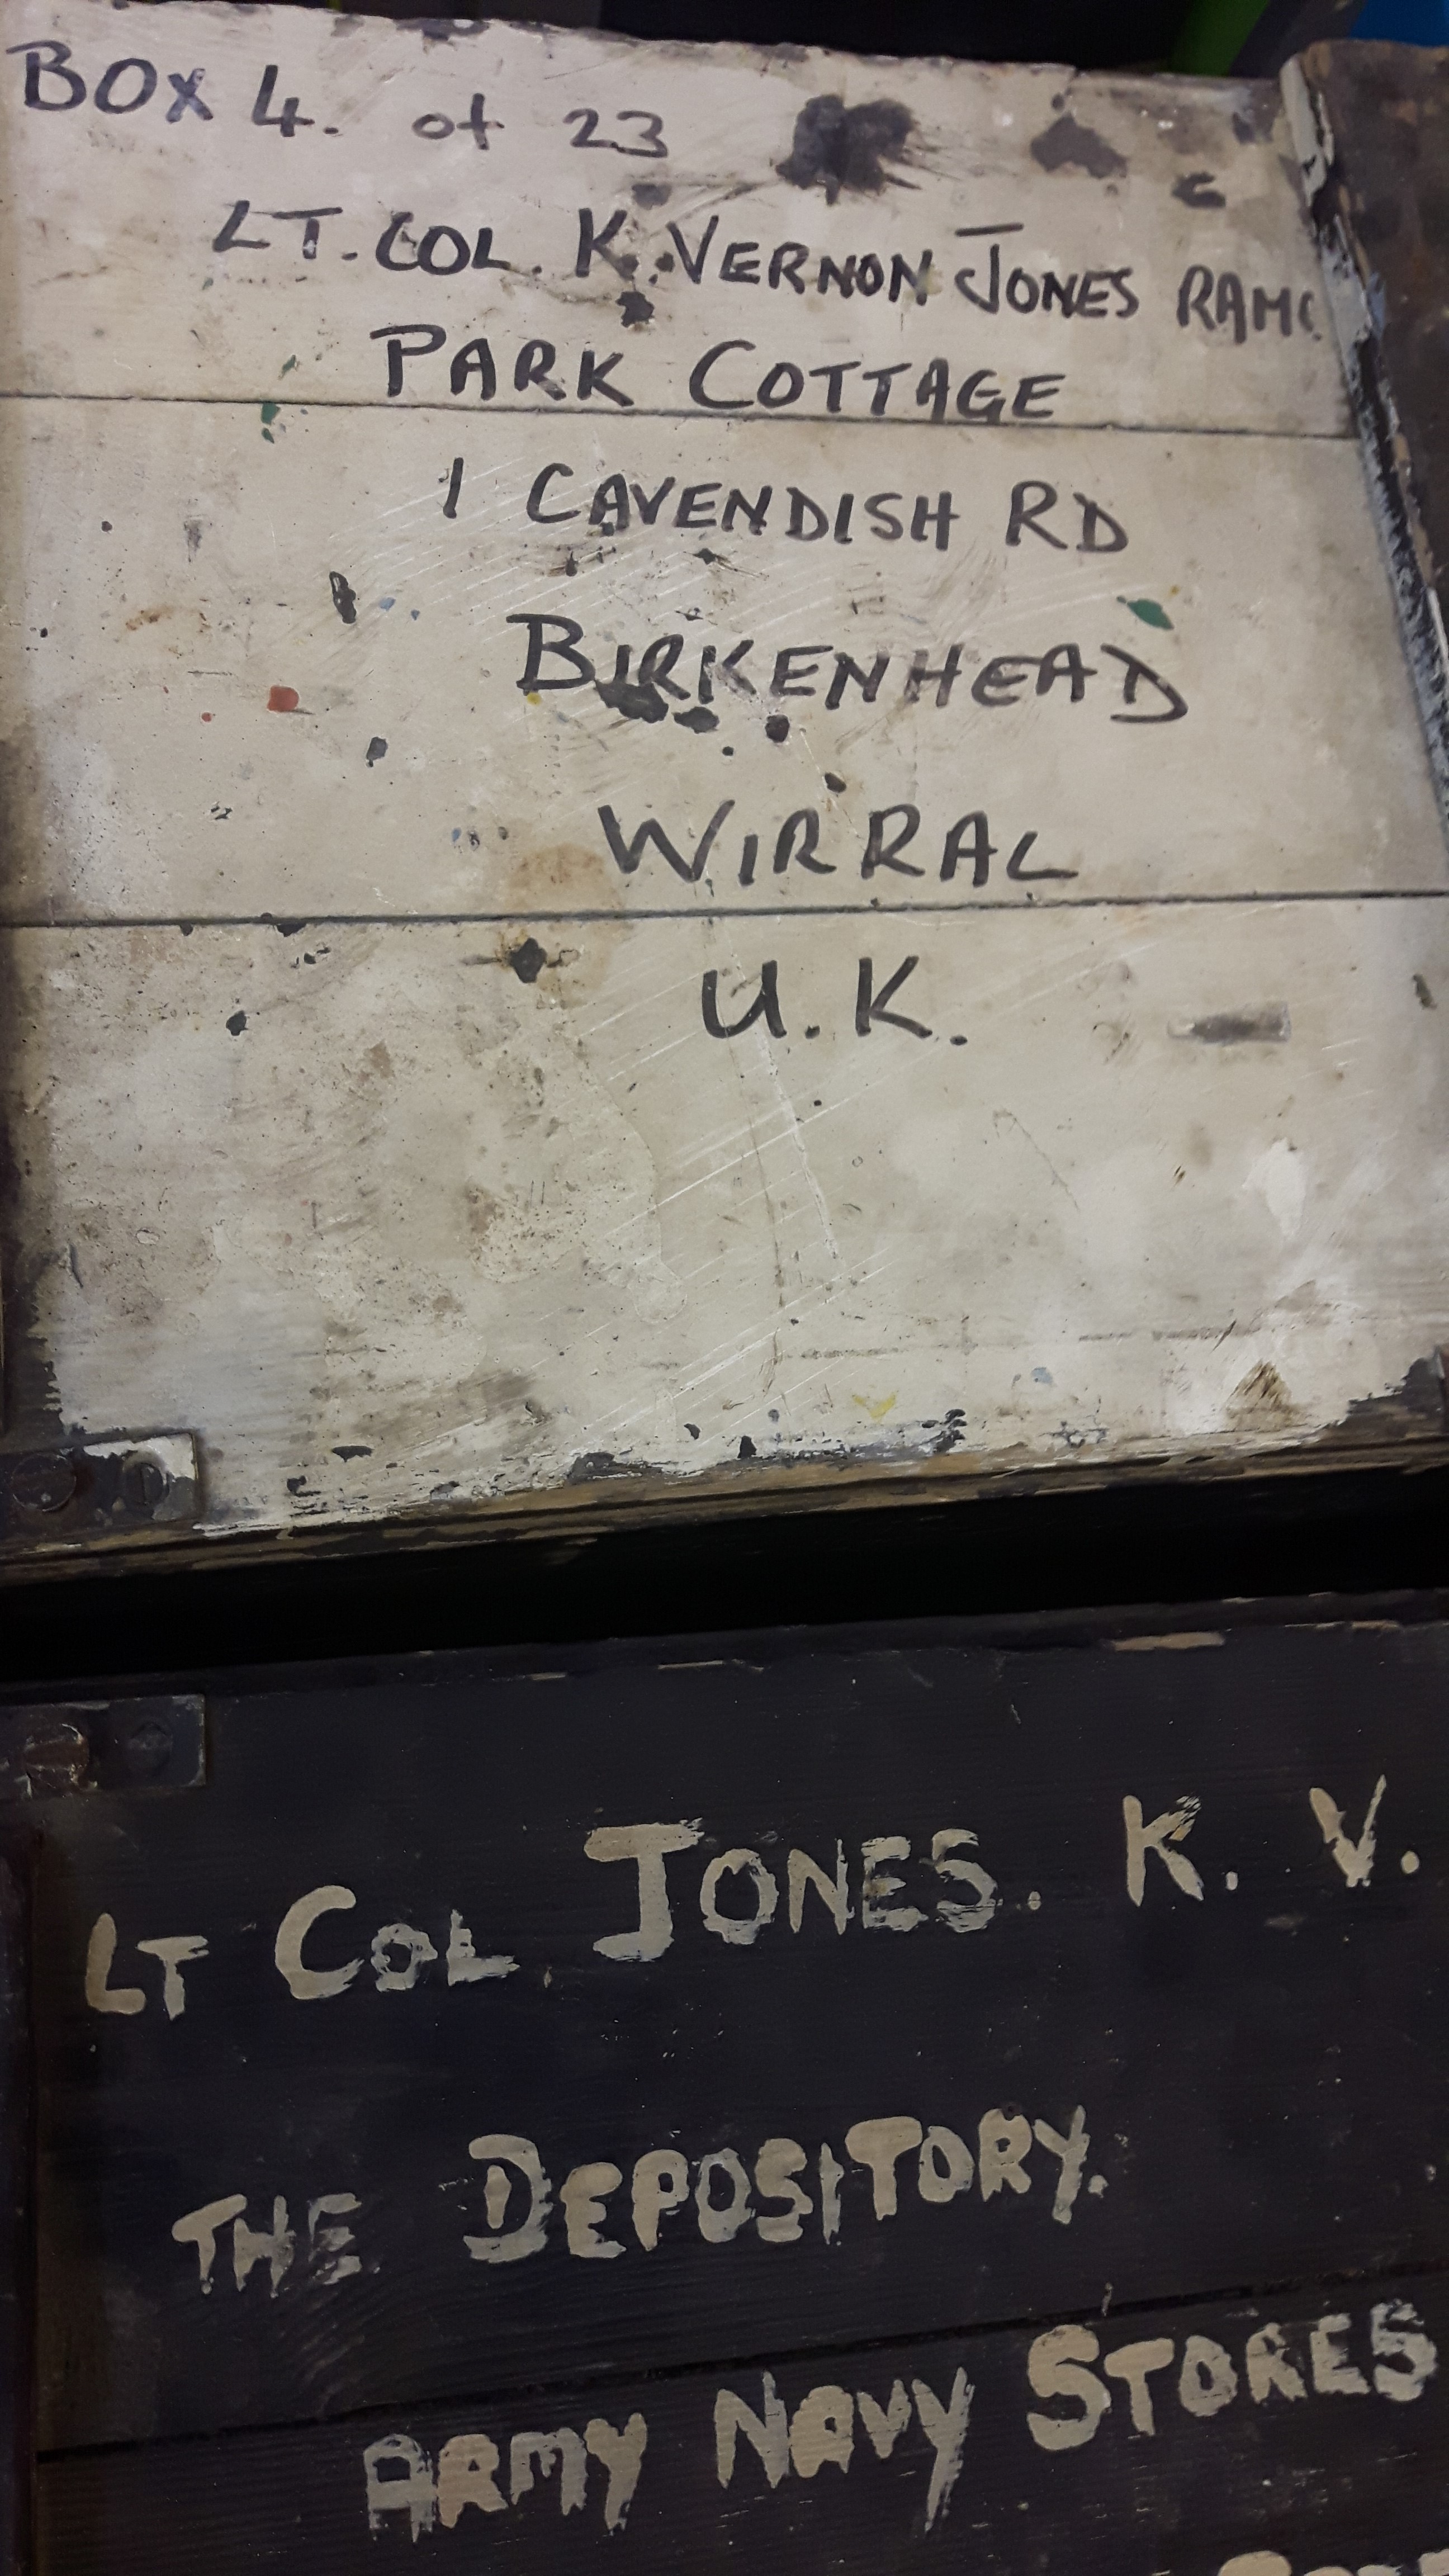 BOX 4. of 23
LT. COL. K. VERNON JONES RAMC
PARK COTTAGE
1 CAVENDISH RD
BIRKENHEAD
WIRRAL
U.K.
LT COL JONES. K. V.
THE DEPOSITORY.
ARMY NAVY STORES